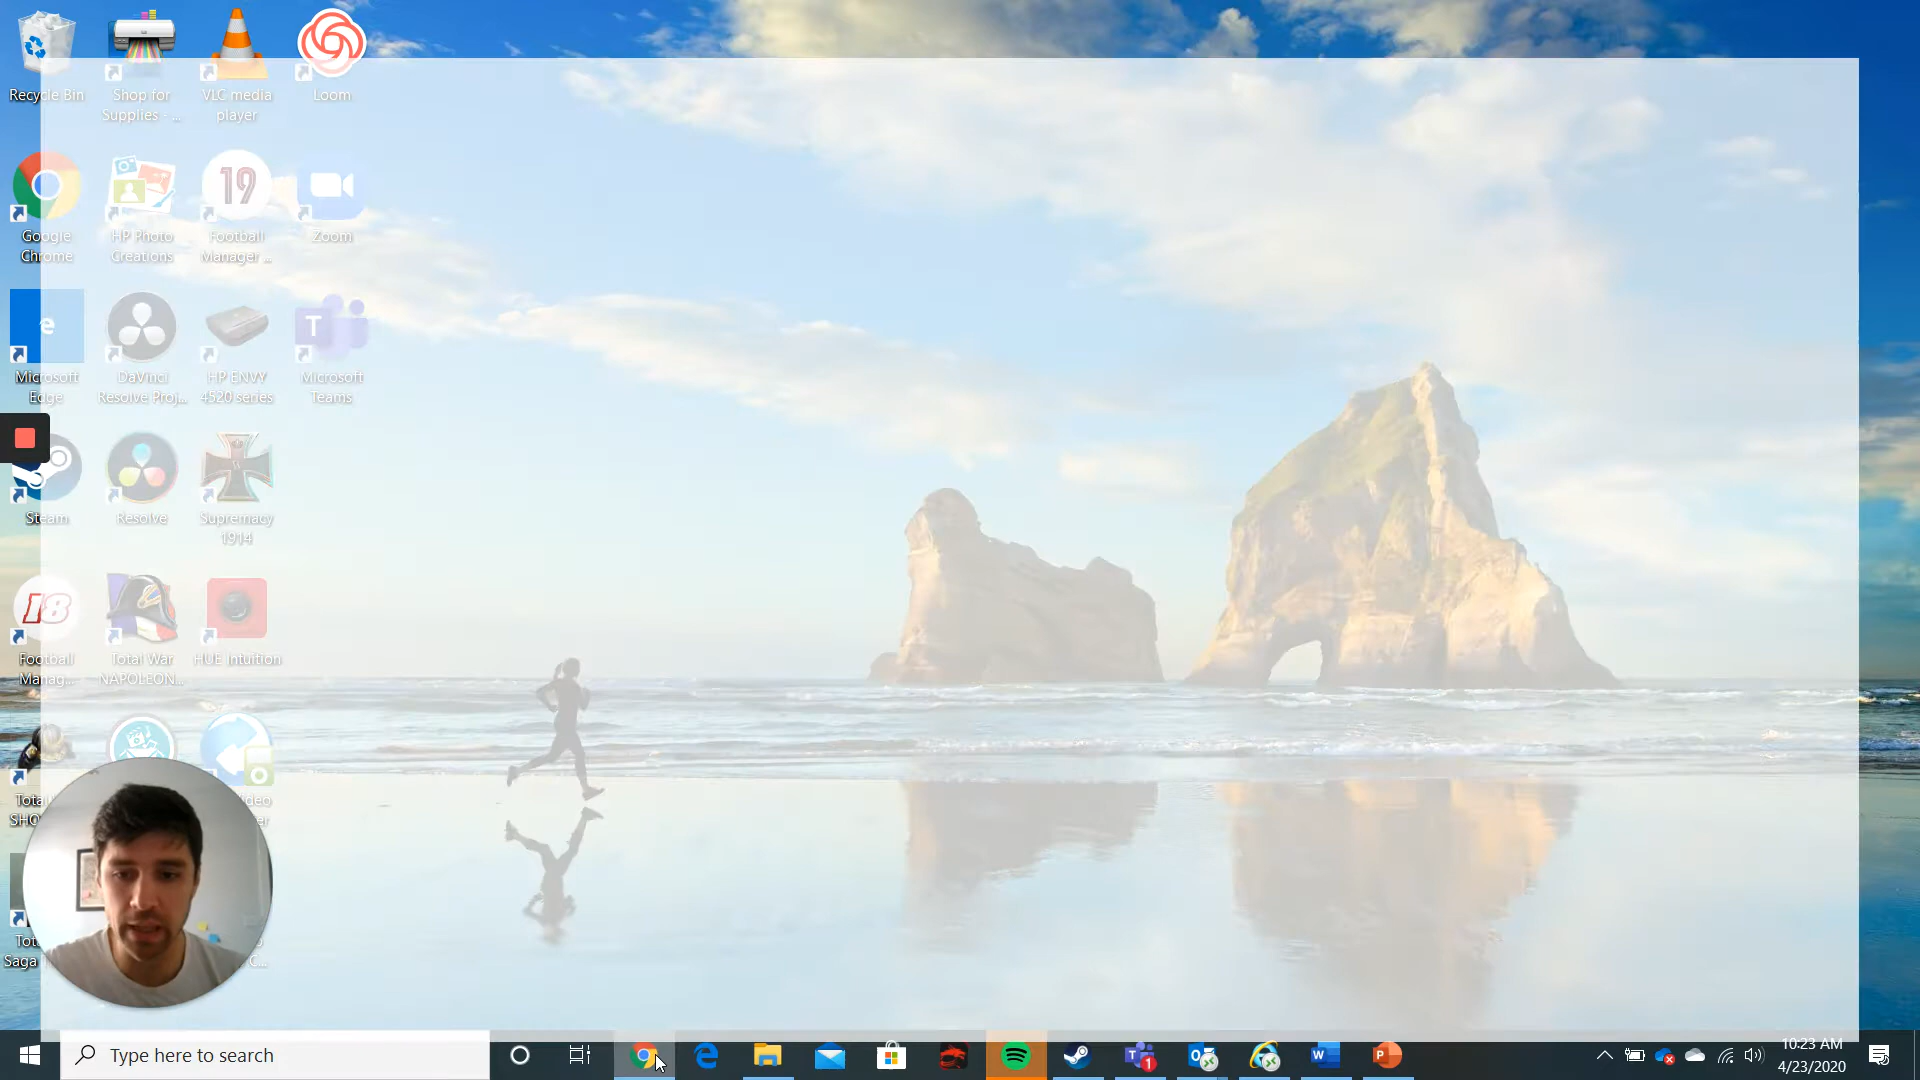 Recycle Bin
Shop for
Supplies - ...
VLC media
player
Loom
Google
Chrome
HP Photo
Creations
19
Football
Manager ...
Zoom
Microsoft
Edge
DaVinci
Resolve Proj...
HP ENVY
4520 series
T
Microsoft
Teams
Steam
Resolve
Supremacy
1914
18
Football
Manag...
Total War
NAPOLEON...
HUE Intuition
Type here to search
10:23 AM
4/23/2020